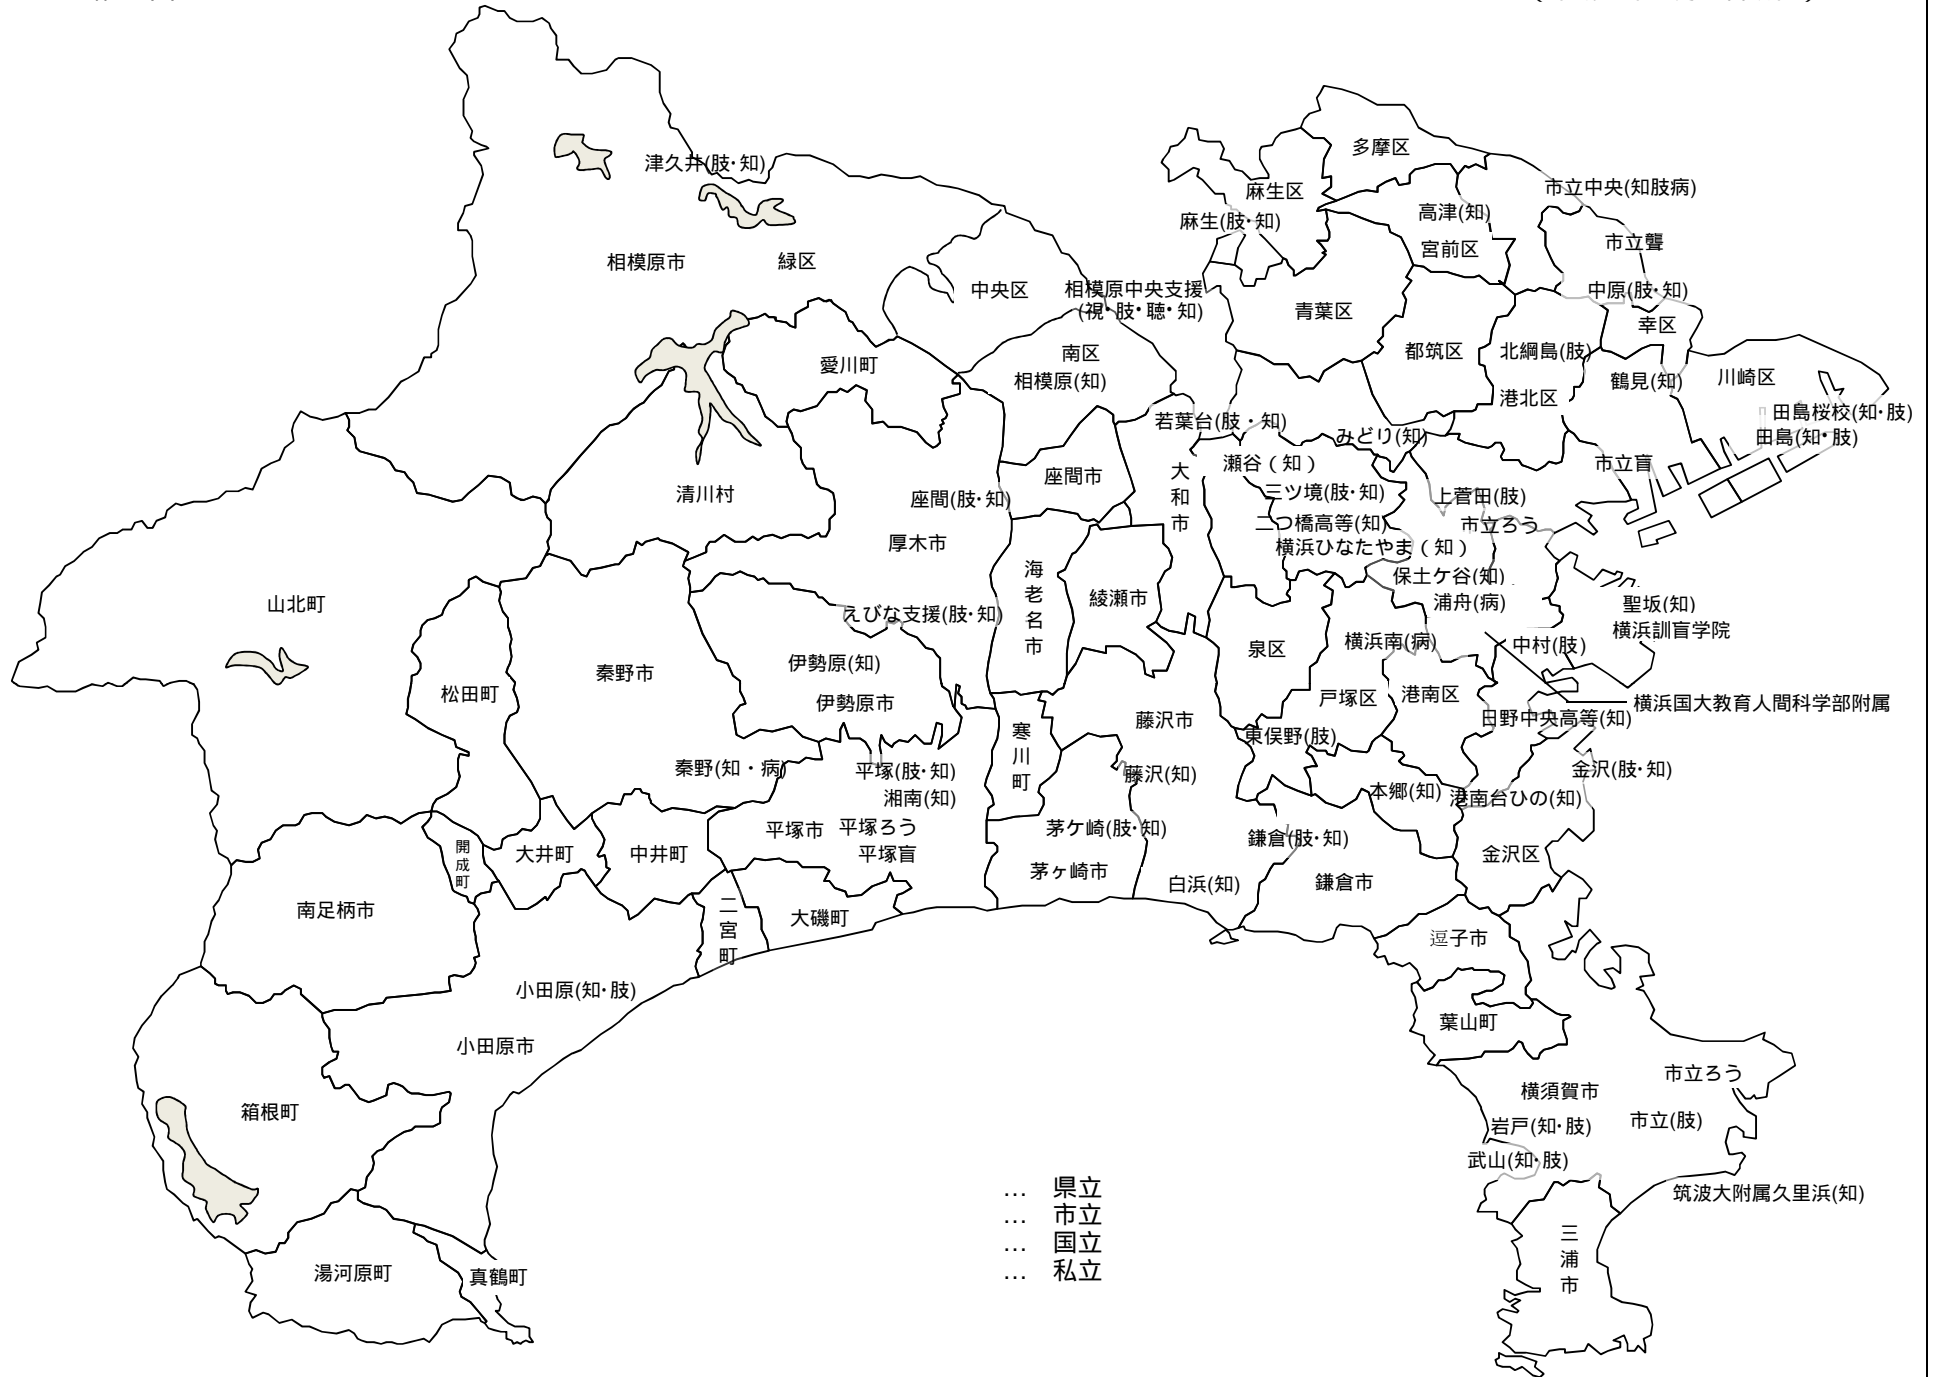 多摩区
津久井(肢・知)
麻生区
市立中央(知肢病)
高津(知)
麻生(肢・知)
市立聾
宮前区
相模原市
緑区
中央区
相模原中央支援
(視・肢・聴・知)
中原(肢・知)
青葉区
幸区
南区
都筑区
北綱島(肢)
愛川町
相模原(知)
鶴見(知)
川崎区
港北区
田島桜校(知・肢)
若葉台(肢・知)
みどり(知)
田島(知・肢)
瀬谷(知)
市立盲
座間市
大和市
清川村
座間(肢・知)
三ツ境(肢・知)
上菅田(肢)
二つ橋高等(知)
市立ろう
厚木市
横浜ひなたやま(知)
海老名市
保土ケ谷(知)
綾瀬市
山北町
浦舟(病)
聖坂(知)
えびな支援(肢・知)
横浜訓盲学院
泉区
横浜南(病)
中村(肢)
伊勢原(知)
秦野市
松田町
戸塚区
港南区
伊勢原市
横浜国大教育人間科学部附属
藤沢市
日野中央高等(知)
寒川町
東俣野(肢)
秦野(知・病)
平塚(肢・知)
藤沢(知)
金沢(肢・知)
湘南(知)
本郷(知)
港南台ひの(知)
平塚市
平塚ろう
茅ケ崎(肢・知)
鎌倉(肢・知)
開成町
大井町
中井町
平塚盲
金沢区
茅ヶ崎市
白浜(知)
鎌倉市
南足柄市
二宮町
大磯町
逗子市
小田原(知・肢)
葉山町
小田原市
市立ろう
横須賀市
箱根町
岩戸(知・肢)
市立(肢)
武山(知・肢)
… 県立
筑波大附属久里浜(知)
… 市立
… 国立
三浦市
… 私立
湯河原町
真鶴町